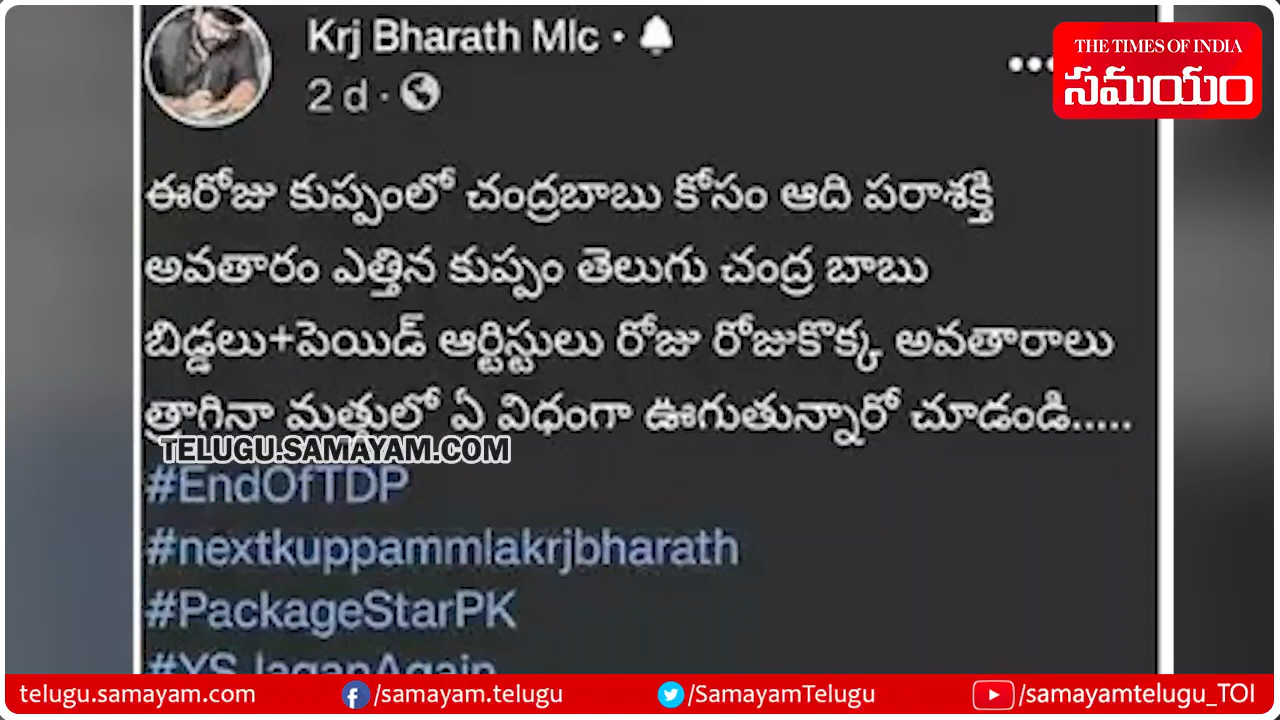 Krj Bharath Mlc •
2 d ·
THE TIMES OF INDIA
సమయం
ఈరోజు కుప్పంలో చంద్రబాబు కోసం ఆది పరాశక్తి
అవతారం ఎత్తిన కుప్పం తెలుగు చంద్ర బాబు
బిడ్డలు+పెయిడ్ ఆర్టిస్టులు రోజు రోజుకొక్క అవతారాలు
త్రాగినా మత్తులో ఏ విధంగా ఊగుతున్నారో చూడండి.....
TELUGU.SAMAYAM.COM
#EndOfTDP
#nextkuppammlakrjbharath
#PackageStarPK
#YSJaganAgain
telugu.samayam.com /samayam.telugu /SamayamTelugu /samayamtelugu_TOI